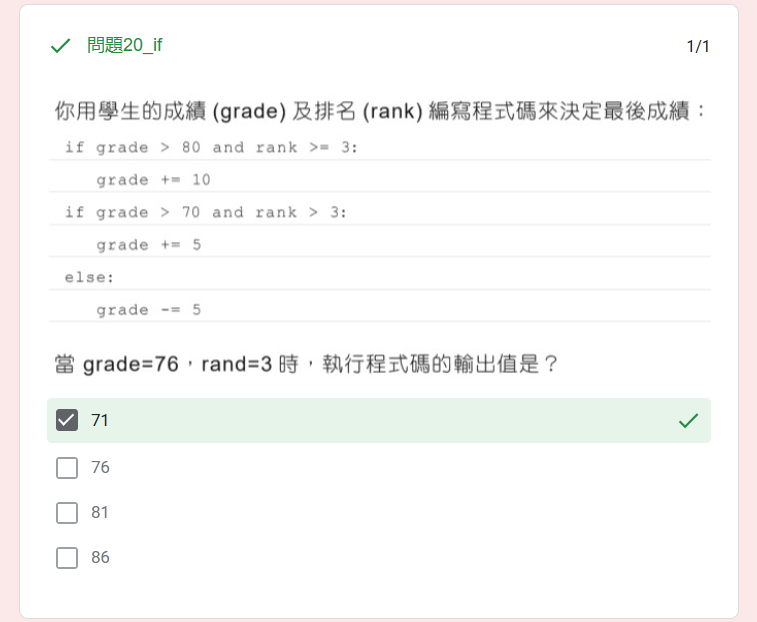 問題20_if
1/1
你用學生的成績 (grade) 及排名 (rank) 編寫程式碼來決定最後成績：
if grade > 80 and rank >= 3:
    grade += 10
if grade > 70 and rank > 3:
    grade += 5
else:
    grade -= 5
當 grade=76，rand=3 時，執行程式碼的輸出值是？
71
76
81
86